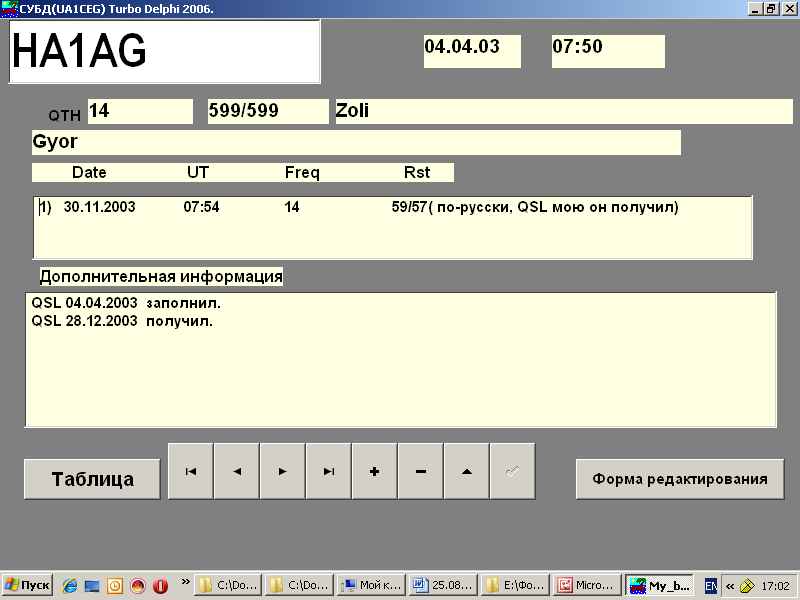 СУБД(UA1CEG) Turbo Delphi 2006.
HA1AG 04.04.03 07:50
QTH 14 599/599 Zoli
Gyor
Date UT Freq Rst
1) 30.11.2003 07:54 14 59/57( по-русски, QSL мою он получил)
Дополнительная информация
QSL 04.04.2003 заполнил.
QSL 28.12.2003 получил.
Таблица Форма редактирования
Пуск » C:\Do... C:\Do... Мой к... 25.08... E:\Фо... Micro... My_b... EN « 17:02